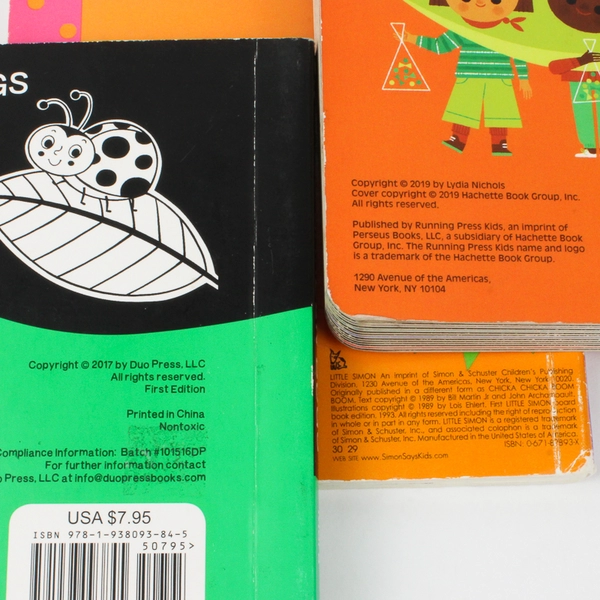 GS
Copyright © 2017 by Duo Press, LLC
All rights reserved.
First Edition
Printed in China
Nontoxic
Compliance Information: Batch #101516DP
For further information contact
Press, LLC at info@duopressbooks.com
USA $7.95
ISBN 978-1-938093-84-5
50795>
Copyright © 2019 by Lydia Nichols
Cover copyright © 2019 Hachette Book Group, Inc.
All rights reserved.
Published by Running Press Kids, an imprint of
Perseus Books, LLC, a subsidiary of Hachette Book
Group, Inc. The Running Press Kids name and logo
is a trademark of the Hachette Book Group.
1290 Avenue of the Americas,
New York, NY 10104
LITTLE SIMON An imprint of Simon & Schuster Children's Publishing
Division, 1230 Avenue of the Americas, New York, New York 10020.
Originally published in a different form as CHICKA CHICKA BOOM
BOOM. Text copyright © 1989 by Bill Martin Jr and John Archambault.
Illustrations copyright © 1989 by Lois Ehlert. First LITTLE SIMON board
book edition, 1993. All rights reserved including the right of reproduction
in whole or in part in any form. LITTLE SIMON is a registered trademark
of Simon & Schuster, Inc., and associated colophon is a trademark
of Simon & Schuster, Inc. Manufactured in the United States of America.
30 29 ISBN: 0-671-87893-X
WEB SITE: www.SimonSaysKids.com